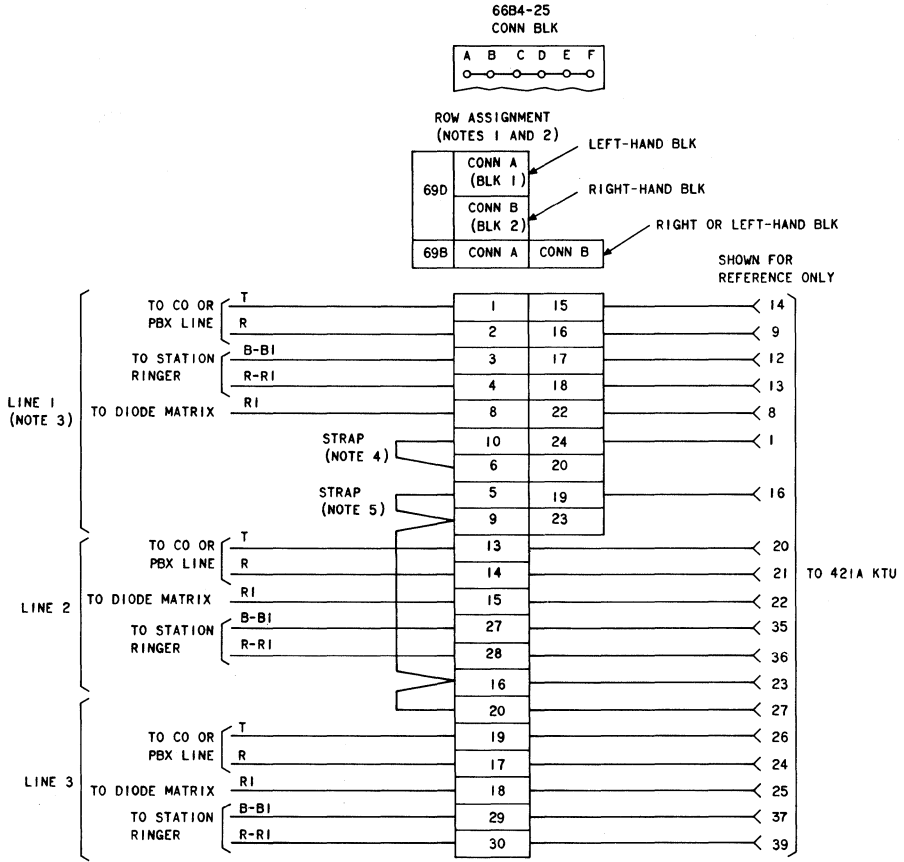 66B4-25
CONN BLK
A B C D E F
ROW ASSIGNMENT
(NOTES 1 AND 2)
LEFT-HAND BLK
69D
CONN A
(BLK 1)
RIGHT-HAND BLK
CONN B
(BLK 2)
RIGHT OR LEFT-HAND BLK
69B CONN A CONN B
SHOWN FOR
REFERENCE ONLY
LINE 1
(NOTE 3)
TO CO OR
PBX LINE
T 1 15 14
R 2 16 9
TO STATION
RINGER
B-B1 3 17 12
R-R1 4 18 13
TO DIODE MATRIX R1 8 22 8
STRAP
(NOTE 4)
10 24 1
6 20
STRAP
(NOTE 5)
5 19 16
9 23
LINE 2
TO CO OR
PBX LINE
T 13 20
R 14 21
TO 421A KTU
TO DIODE MATRIX R1 15 22
TO STATION
RINGER
B-B1 27 35
R-R1 28 36
16 23
20 27
LINE 3
TO CO OR
PBX LINE
T 19 26
R 17 24
TO DIODE MATRIX R1 18 25
TO STATION
RINGER
B-B1 29 37
R-R1 30 39